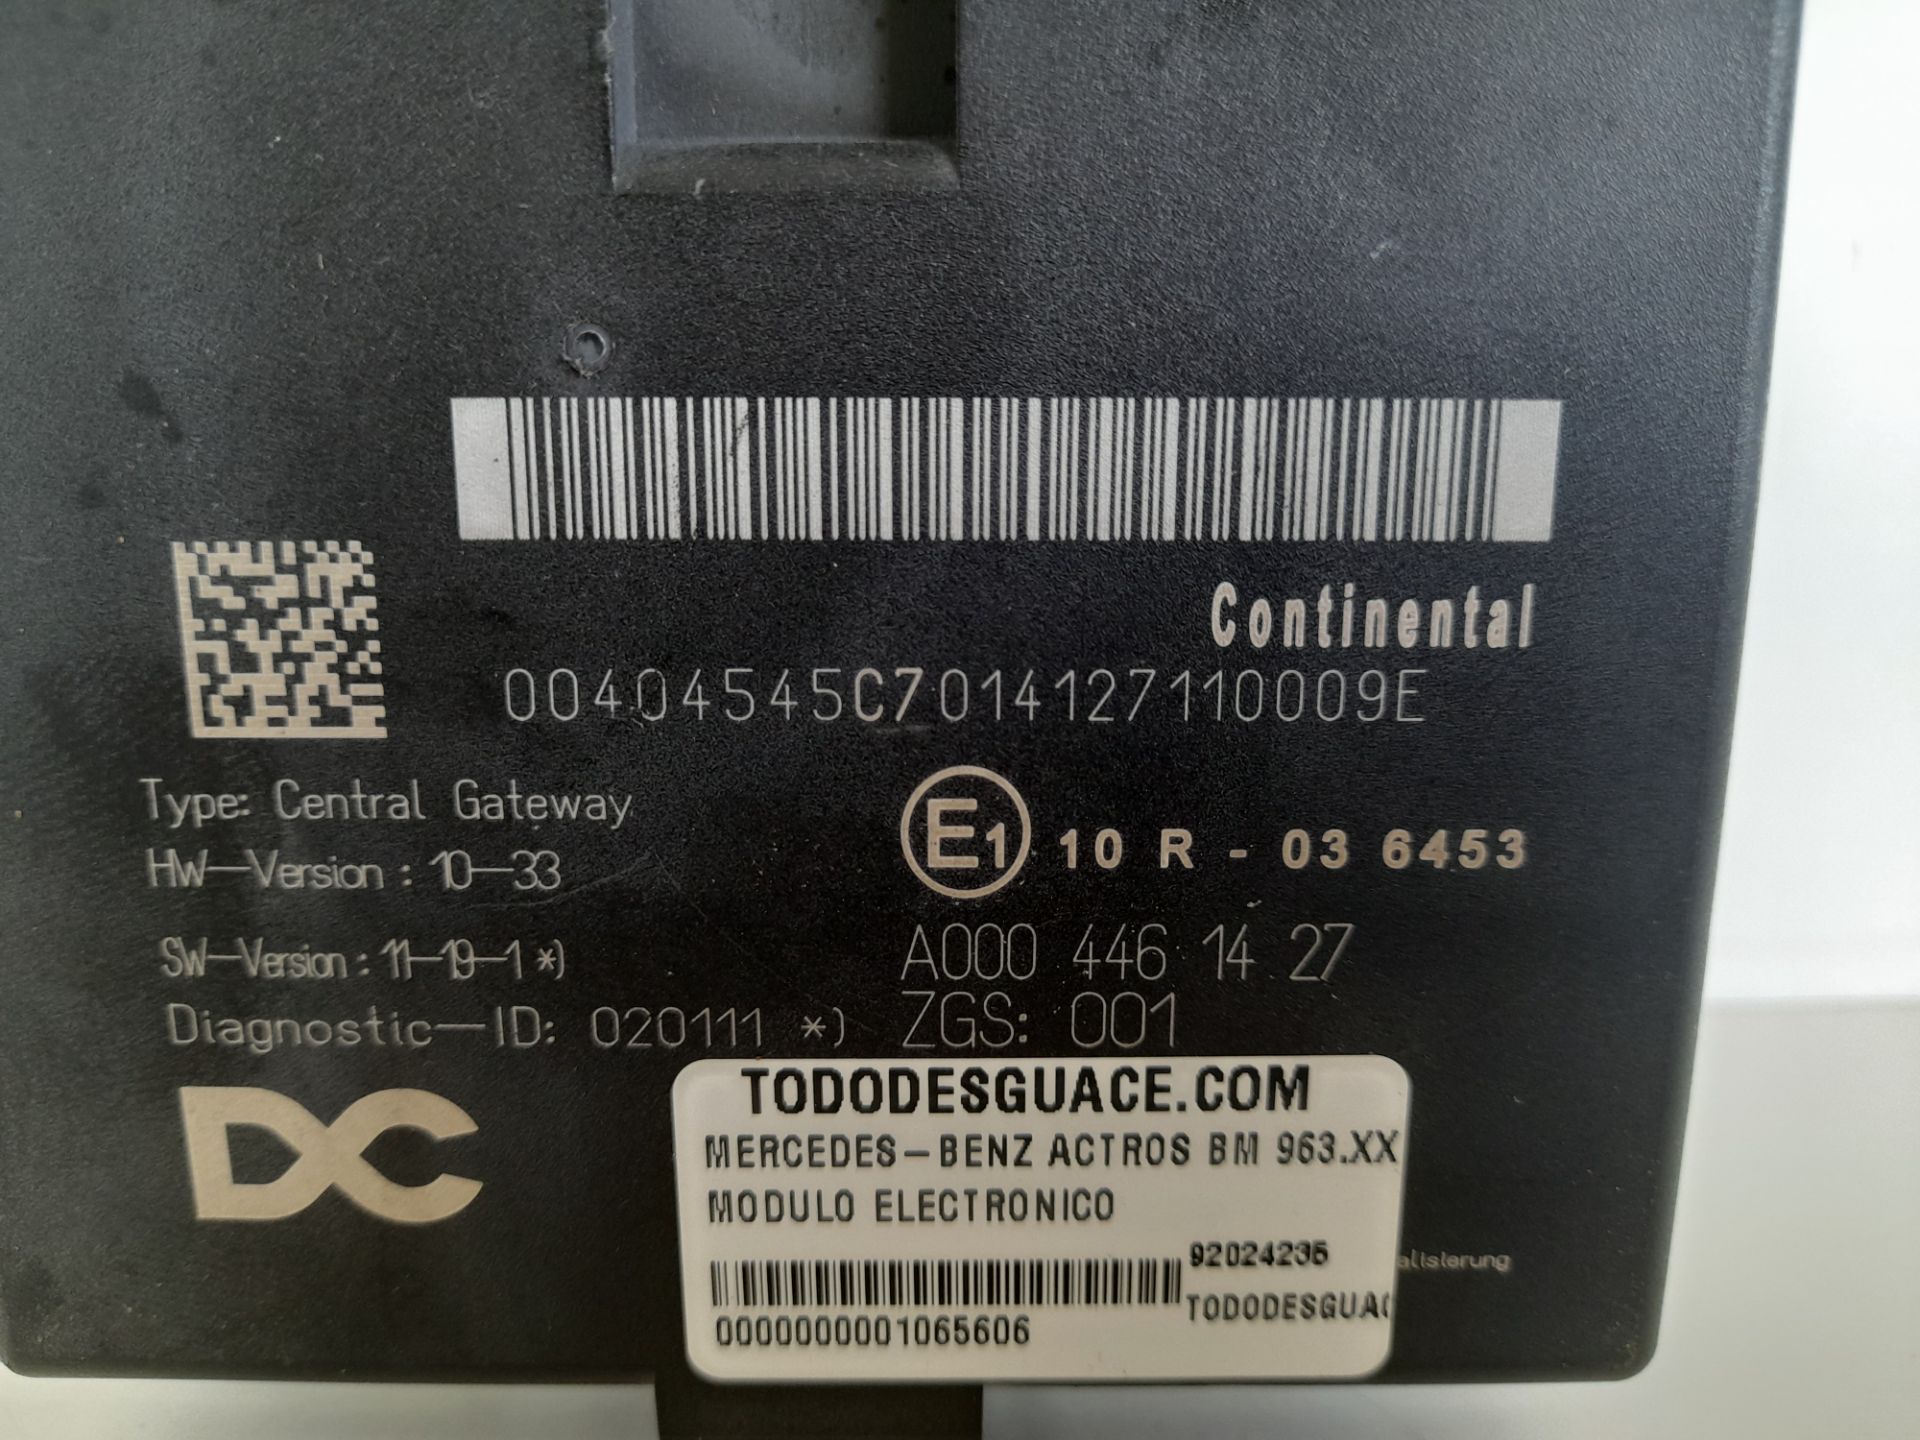 Continental
00404545C7014127110009E
Type: Central Gateway
HW-Version : 10-33
E1 10 R - 03 6453
SW-Version : 11-19-1 *)
A000 446 14 27
Diagnostic-ID: 020111 *)
ZGS: 001
DC
TODODESGUACE.COM
MERCEDES-BENZ ACTROS BM 963.XX
MODULO ELECTRONICO
92024235
alisierung
TODODESGUAC
0000000001065606